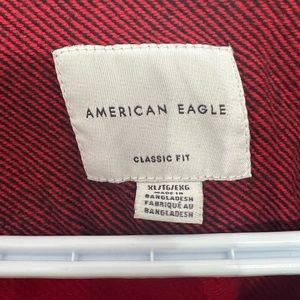 AMERICAN EAGLE
CLASSIC FIT
XL/TG/EXG
MADE IN
BANGLADESH
FABRIQUÉ AU
BANGLADESH